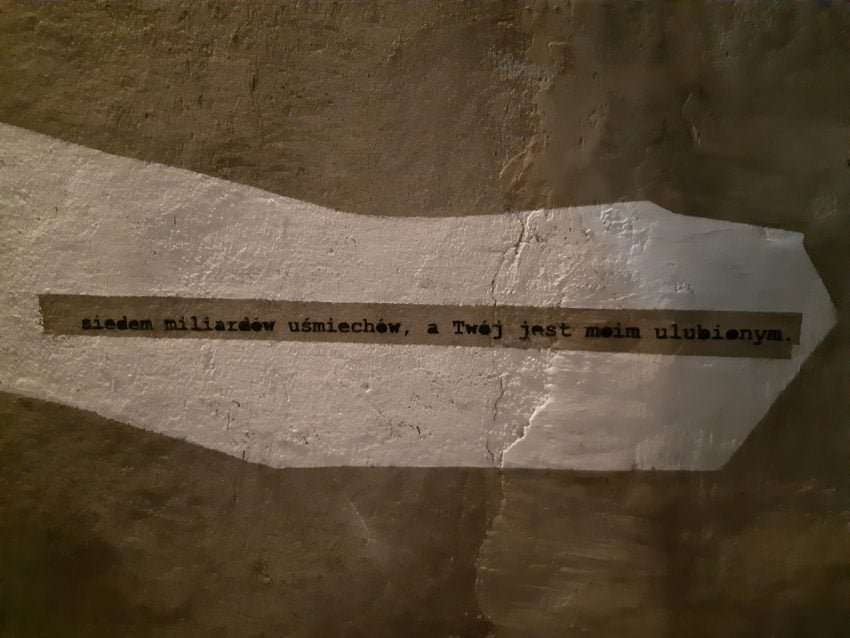 siedem miliardów uśmiechów, a Twój jest moim ulubionym.